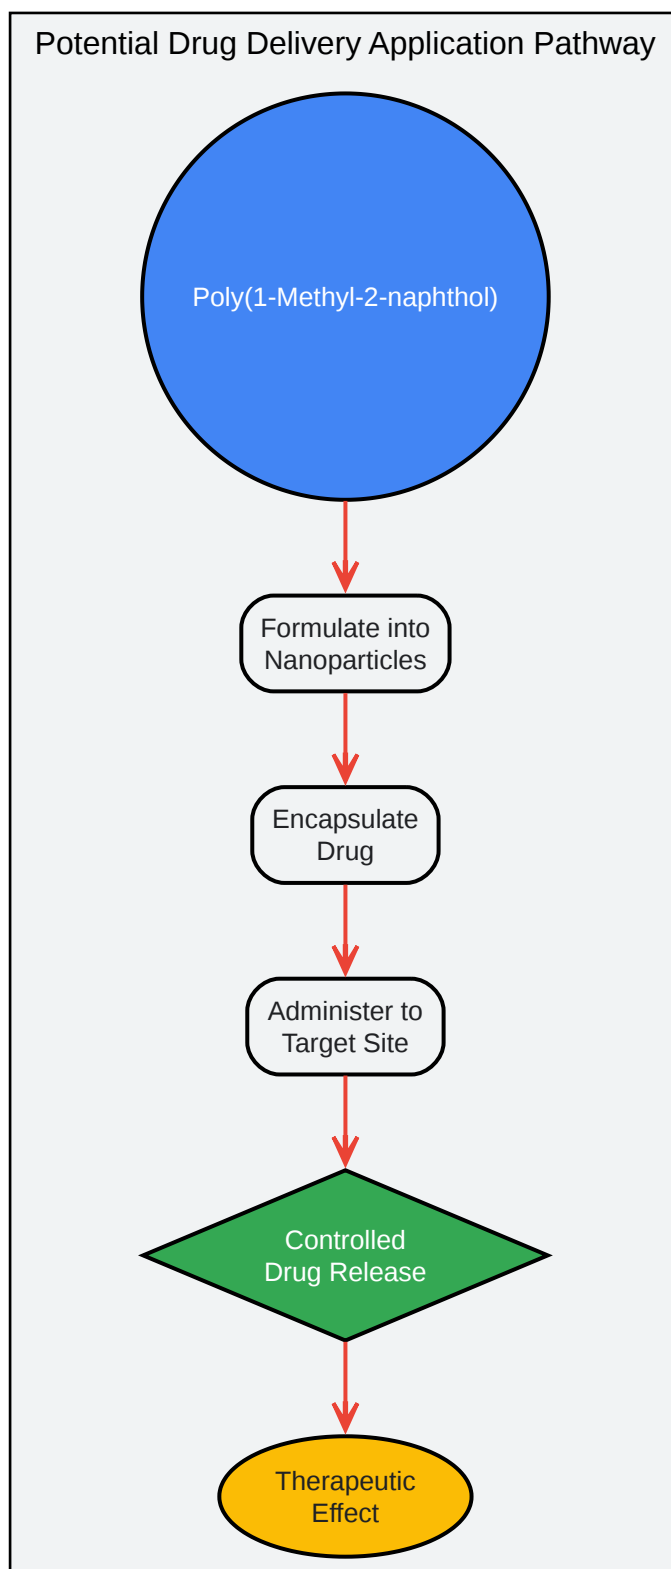 Potential Drug Delivery Application Pathway
Poly(1-Methyl-2-naphthol)
Formulate into
Nanoparticles
Encapsulate
Drug
Administer to
Target Site
Controlled
Drug Release
Therapeutic
Effect